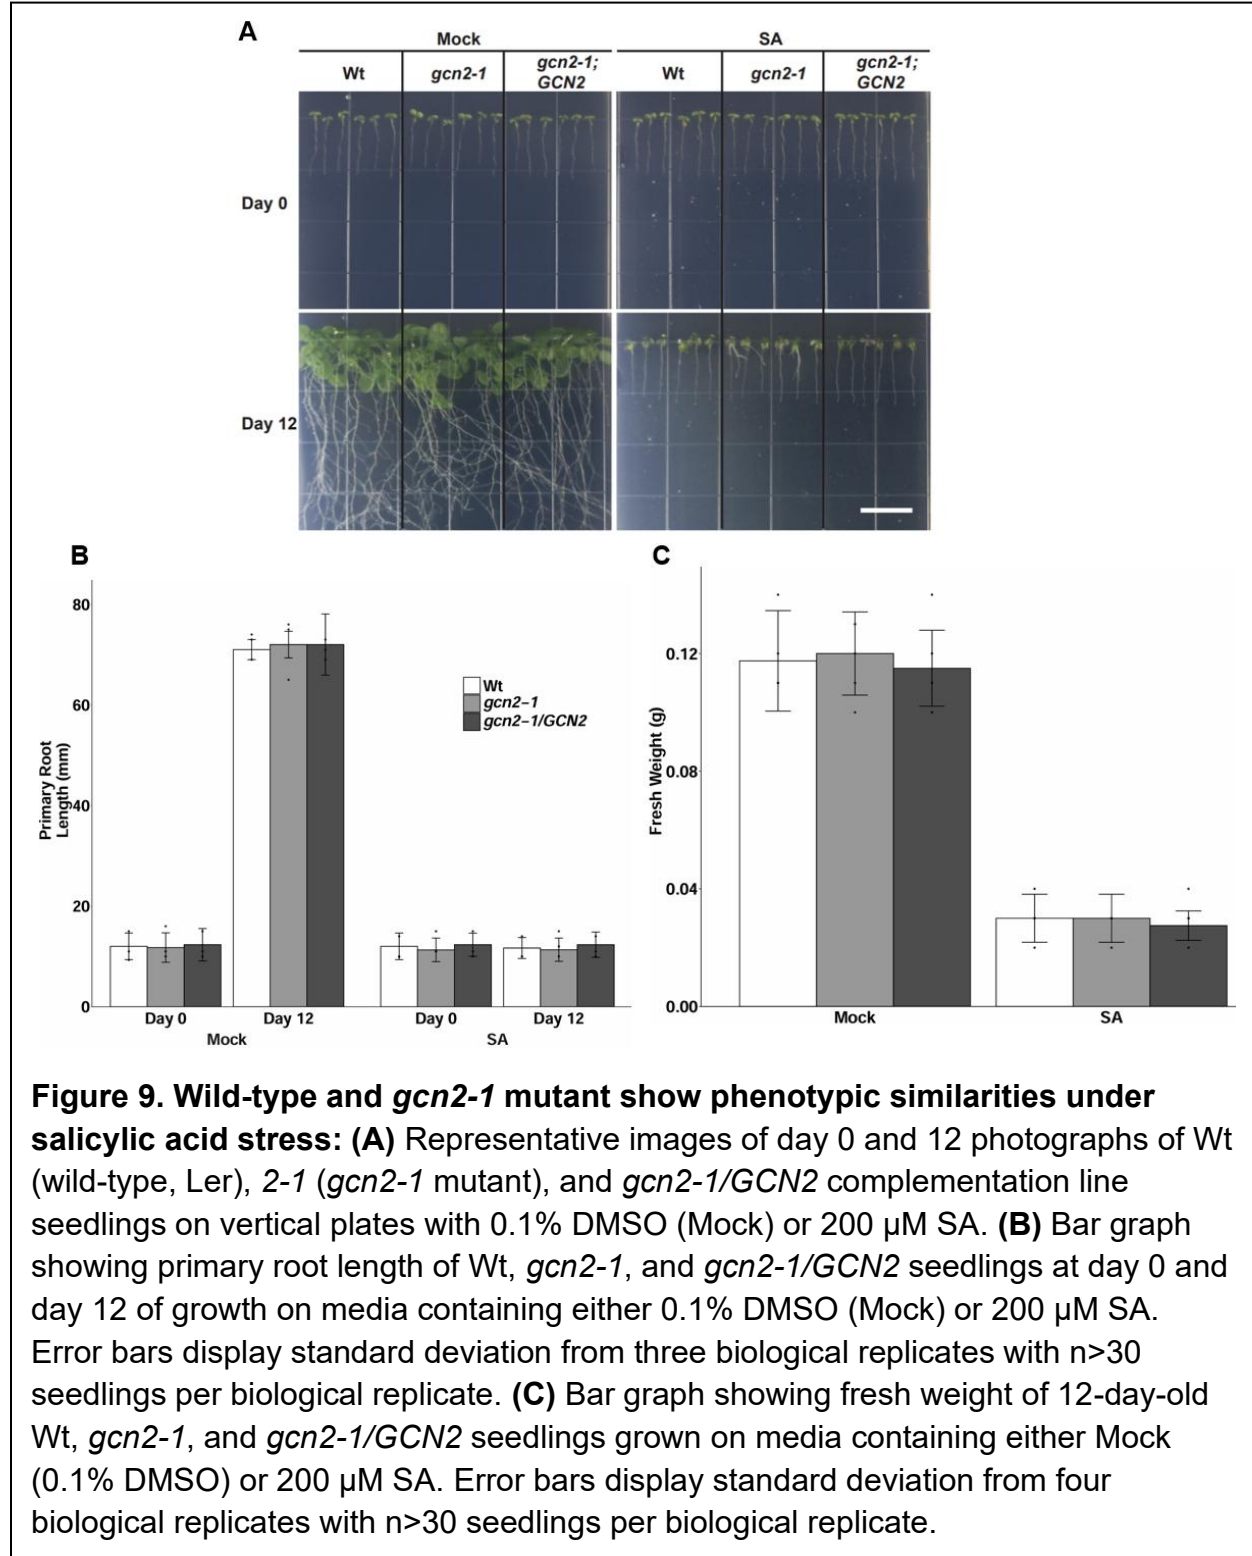 A
Mock
SA
Wt
gcn2-1
gcn2-1;
GCN2
Wt
gcn2-1
gcn2-1;
GCN2
Day 0
Day 12
B
80
60
40
20
0
Primary Root
Length (mm)
Wt
gcn2−1
gcn2−1/GCN2
Day 0
Day 12
Day 0
Day 12
Mock
SA
C
0.12
0.08
0.04
0.00
Fresh Weight (g)
Mock
SA
Figure 9. Wild-type and gcn2-1 mutant show phenotypic similarities under
salicylic acid stress: (A) Representative images of day 0 and 12 photographs of Wt
(wild-type, Ler), 2-1 (gcn2-1 mutant), and gcn2-1/GCN2 complementation line
seedlings on vertical plates with 0.1% DMSO (Mock) or 200 µM SA. (B) Bar graph
showing primary root length of Wt, gcn2-1, and gcn2-1/GCN2 seedlings at day 0 and
day 12 of growth on media containing either 0.1% DMSO (Mock) or 200 µM SA.
Error bars display standard deviation from three biological replicates with n>30
seedlings per biological replicate. (C) Bar graph showing fresh weight of 12-day-old
Wt, gcn2-1, and gcn2-1/GCN2 seedlings grown on media containing either Mock
(0.1% DMSO) or 200 µM SA. Error bars display standard deviation from four
biological replicates with n>30 seedlings per biological replicate.